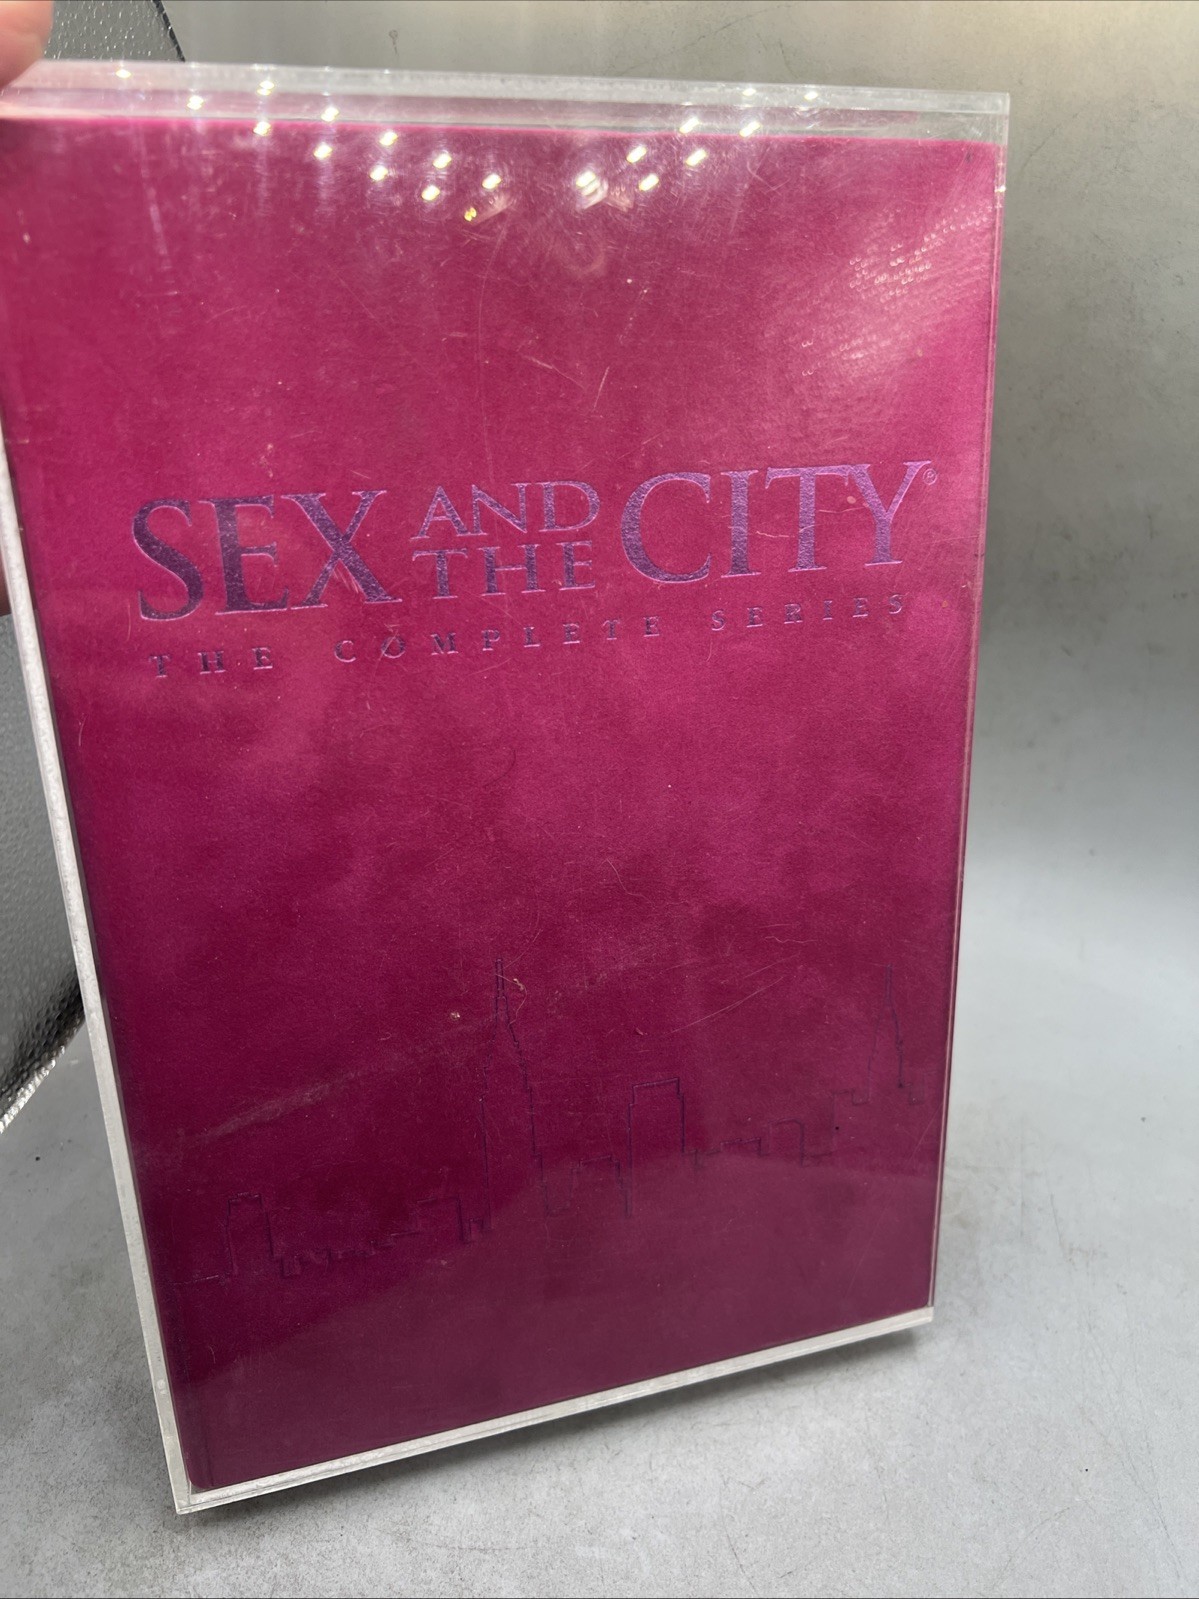 SEX AND THE CITY®
THE COMPLETE SERIES